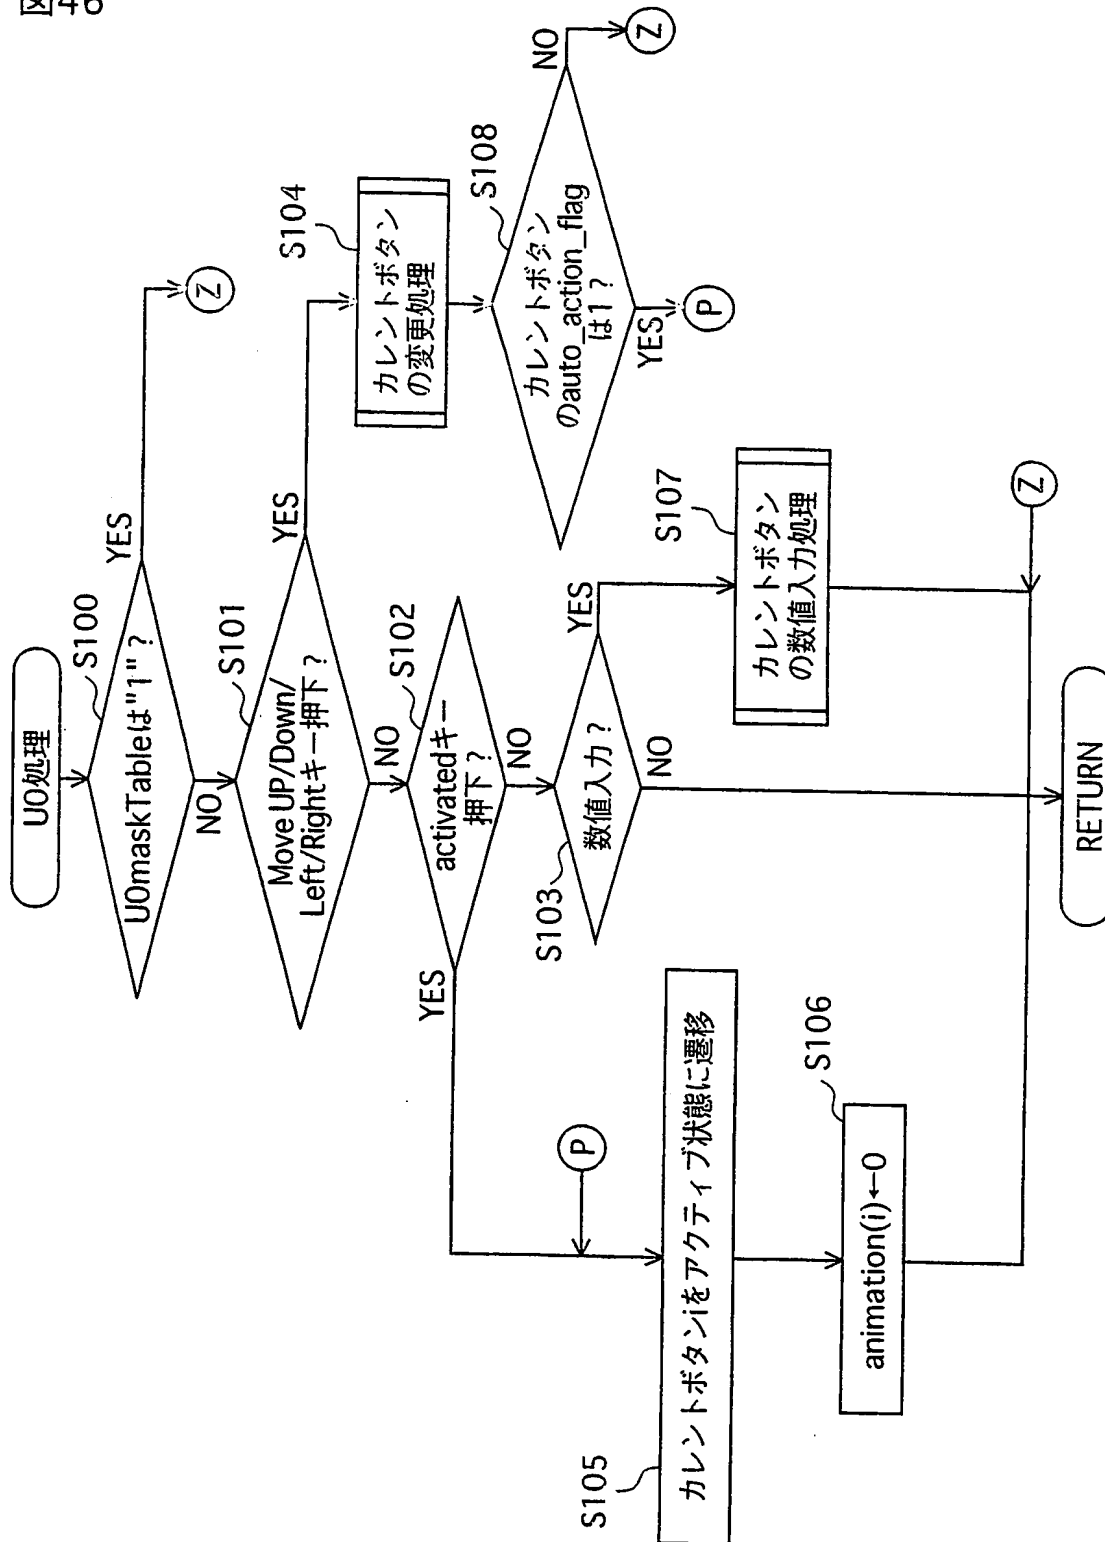 図46
UO処理
S100
UOmaskTableは"1"？
YES
Z
NO
S101
Move UP/Down/
Left/Rightキー押下？
YES
S104
カレントボタン
の変更処理
S108
カレントボタン
のauto_action_flag
は1？
NO
Z
YES
P
NO
S102
activatedキー
押下？
YES
NO
S103
数値入力？
YES
S107
カレントボタン
の数値入力処理
NO
P
S105
カレントボタンiをアクティブ状態に遷移
S106
animation(i)←0
Z
RETURN